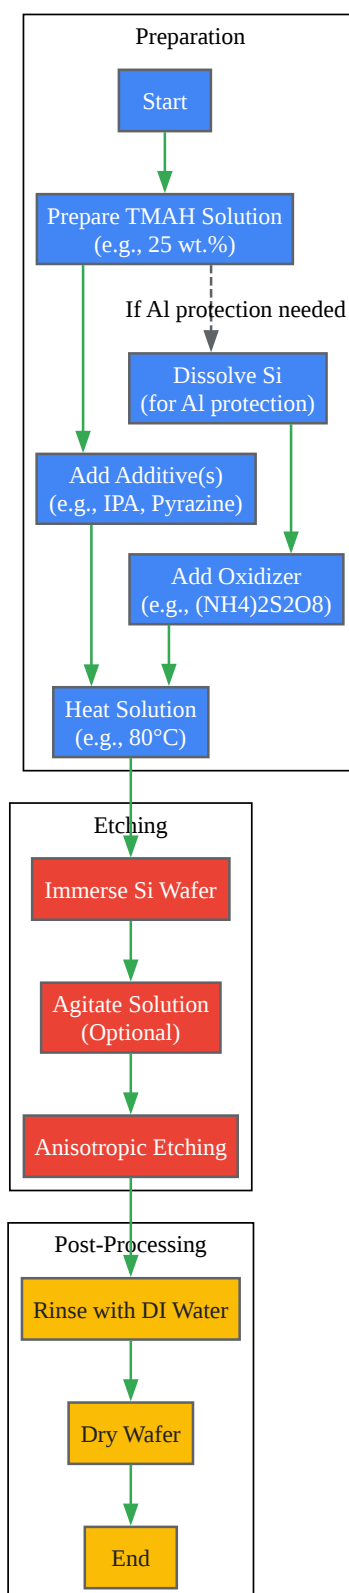 Preparation
Start
Prepare TMAH Solution
(e.g., 25 wt.%)
If Al protection needed
Dissolve Si
(for Al protection)
Add Additive(s)
(e.g., IPA, Pyrazine)
Add Oxidizer
(e.g., (NH4)2S2O8)
Heat Solution
(e.g., 80°C)
Etching
Immerse Si Wafer
Agitate Solution
(Optional)
Anisotropic Etching
Post-Processing
Rinse with DI Water
Dry Wafer
End